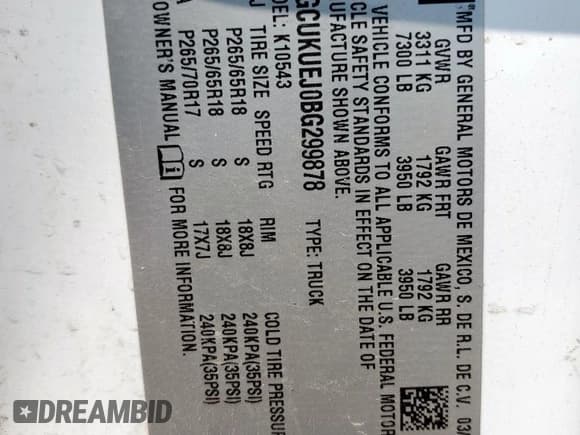 MFD BY GENERAL MOTORS DE MEXICO, S. DE R.L. DE C.V. 03/
GVWR GAWR FRT GAWR RR
3311 KG 1792 KG 1792 KG
7300 LB 3950 LB 3950 LB
VEHICLE CONFORMS TO ALL APPLICABLE U.S. FEDERAL MOTOR
CLE SAFETY STANDARDS IN EFFECT ON THE DATE OF
UFACTURE SHOWN ABOVE.
GCUKUEJ0BG299878 TYPE: TRUCK
DEL: K10543
TIRE SIZE SPEED RTG RIM COLD TIRE PRESSUR
P265/65R18 S 18X8J 240KPA(35PSI)
P265/65R18 S 18X8J 240KPA(35PSI)
P265/70R17 S 17X7J 240KPA(35PSI)
OWNER'S MANUAL FOR MORE INFORMATION.
DREAMBID